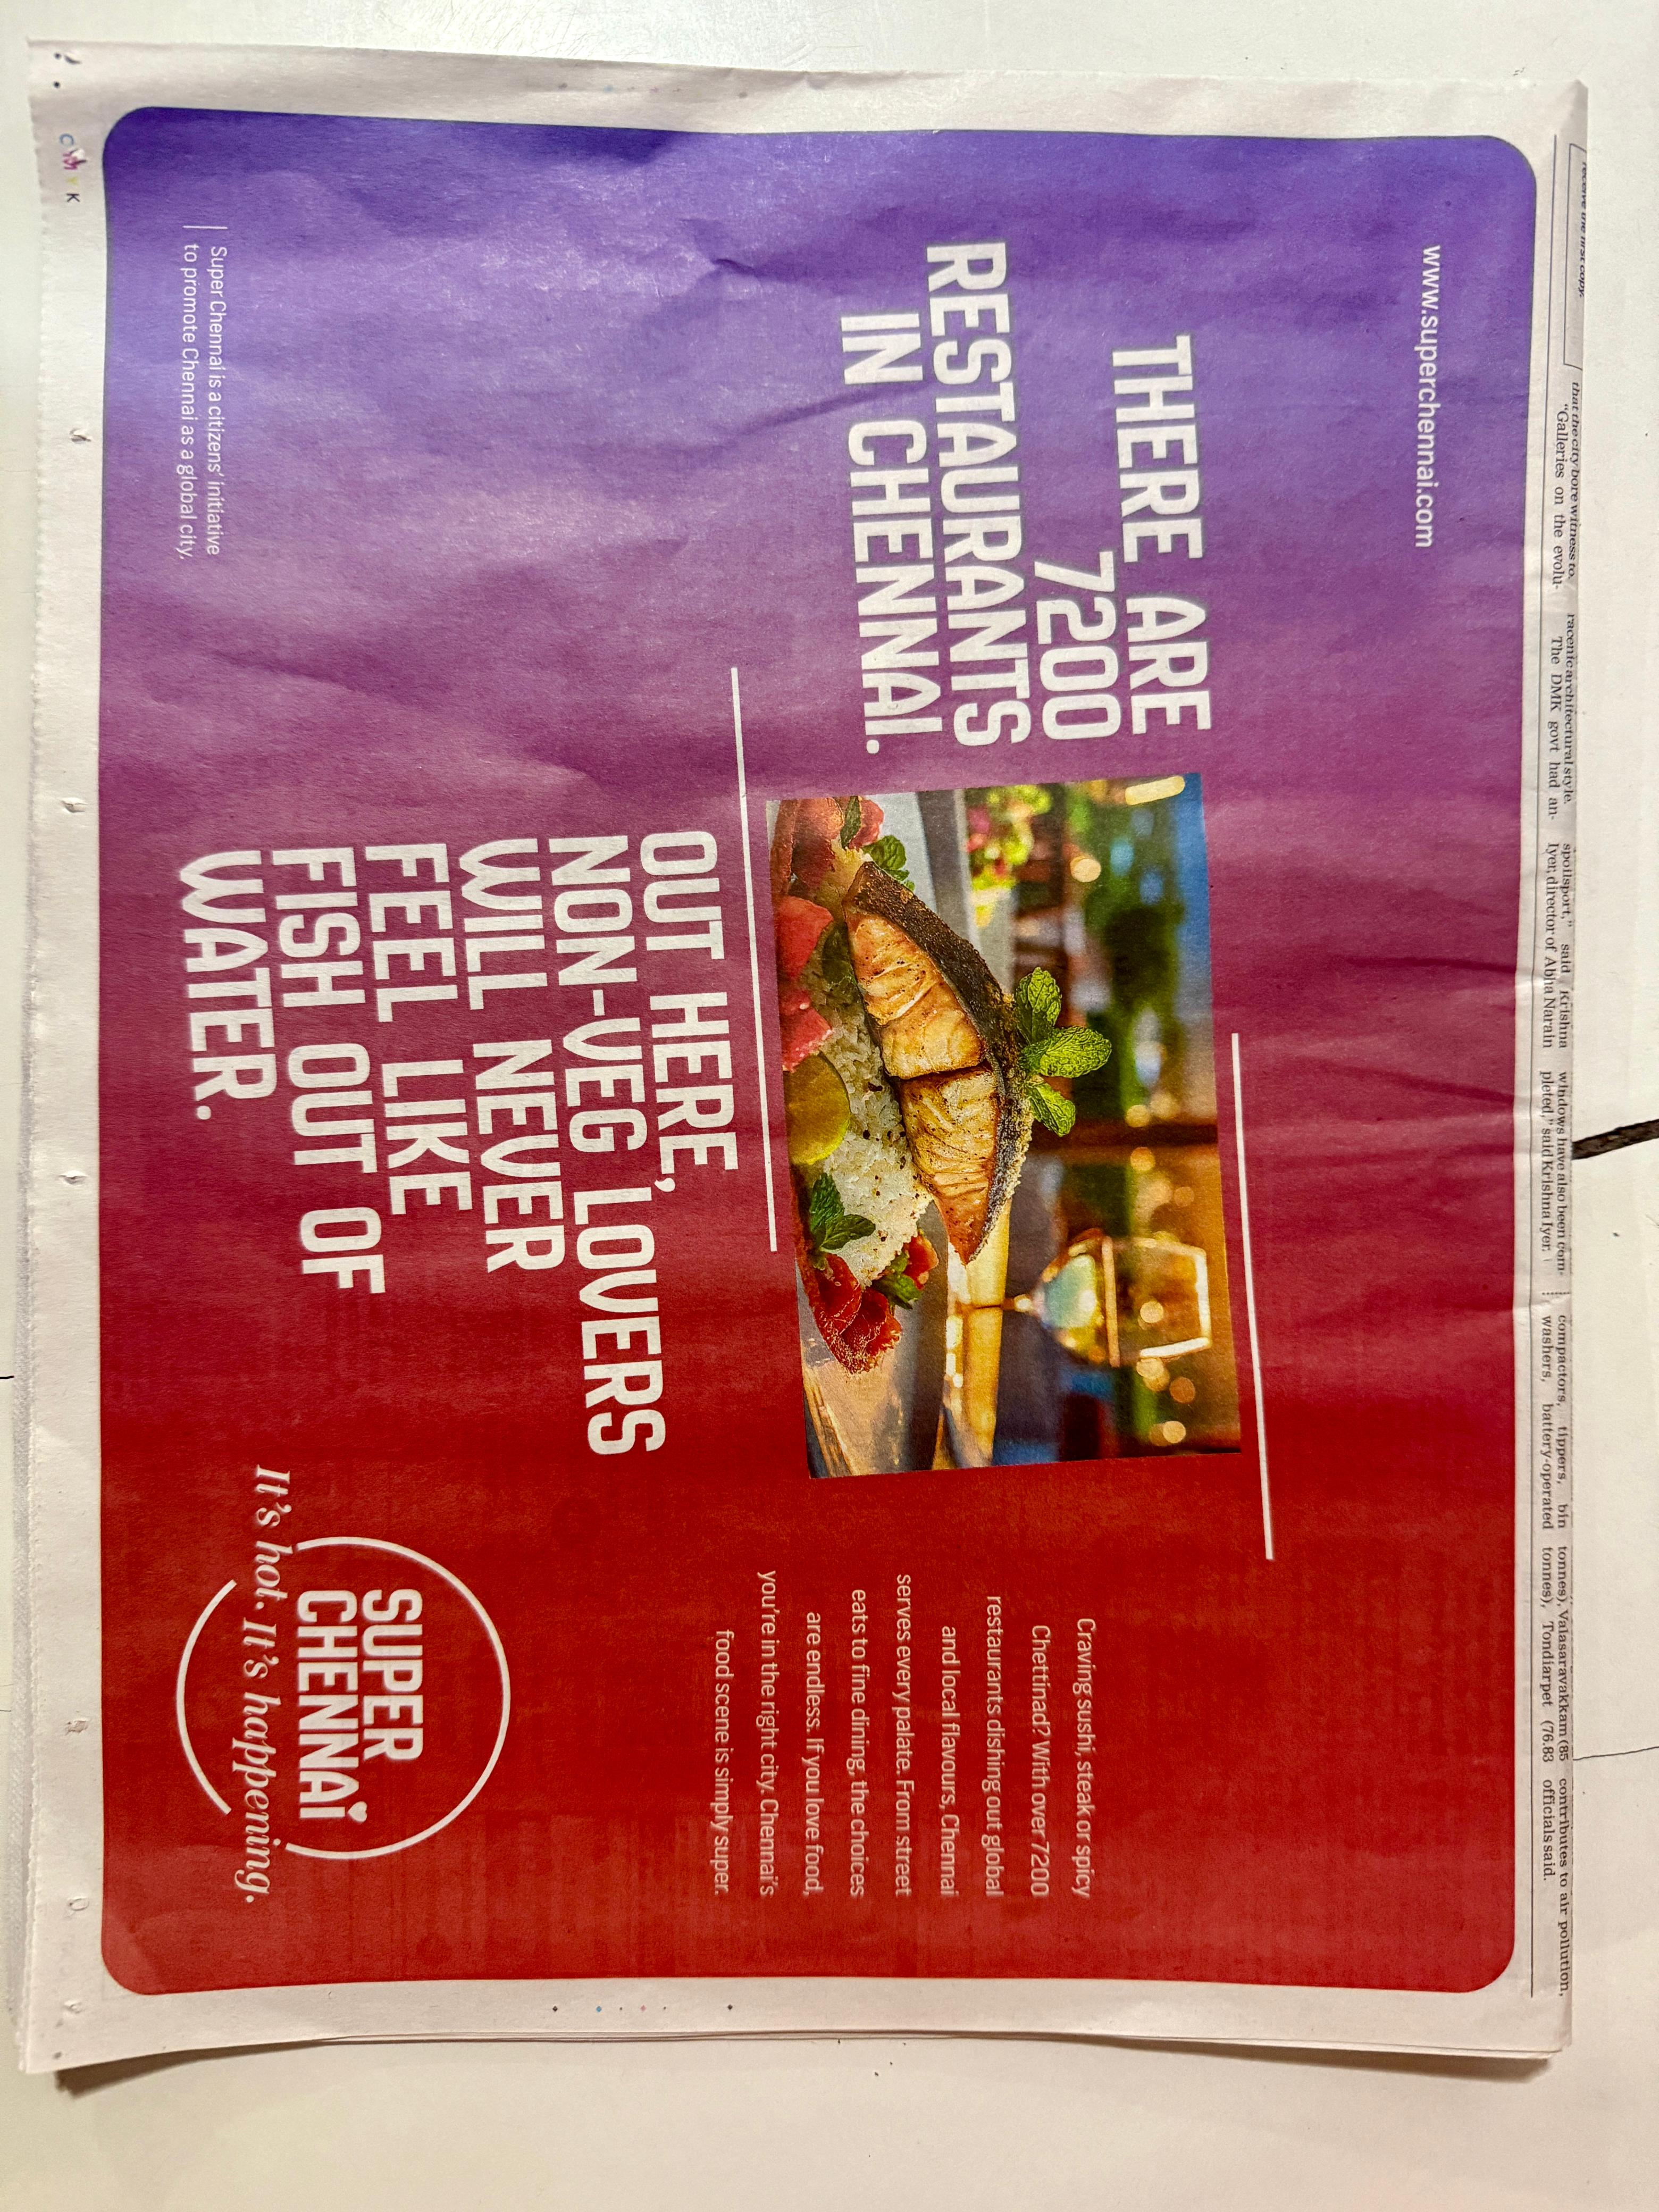 receive the first copy.
that the city bore witness to.
"Galleries on the evolu-
racenic architectural style.
The DMK govt had an-
spoilsport," said Krishna
Iyer, director of Abha Narain
windows have also been com-
pleted," said Krishna Iyer.
compactors, tippers, bin
washers, battery-operated
tonnes), Valasaravakkam (85
tonnes), Tondiarpet (76.83
contributes to air pollution,
officials said.
www.superchennai.com
THERE ARE
7200
RESTAURANTS
IN CHENNAI.
OUT HERE,
NON-VEG LOVERS
WILL NEVER
FEEL LIKE
FISH OUT OF
WATER.
Craving sushi, steak or spicy
Chettinad? With over 7200
restaurants dishing out global
and local flavours, Chennai
serves every palate. From street
eats to fine dining, the choices
are endless. If you love food,
you're in the right city. Chennai's
food scene is simply super.
SUPER
CHENNAi
It's hot. It's happening.
Super Chennai is a citizens' initiative
to promote Chennai as a global city.
CMYK